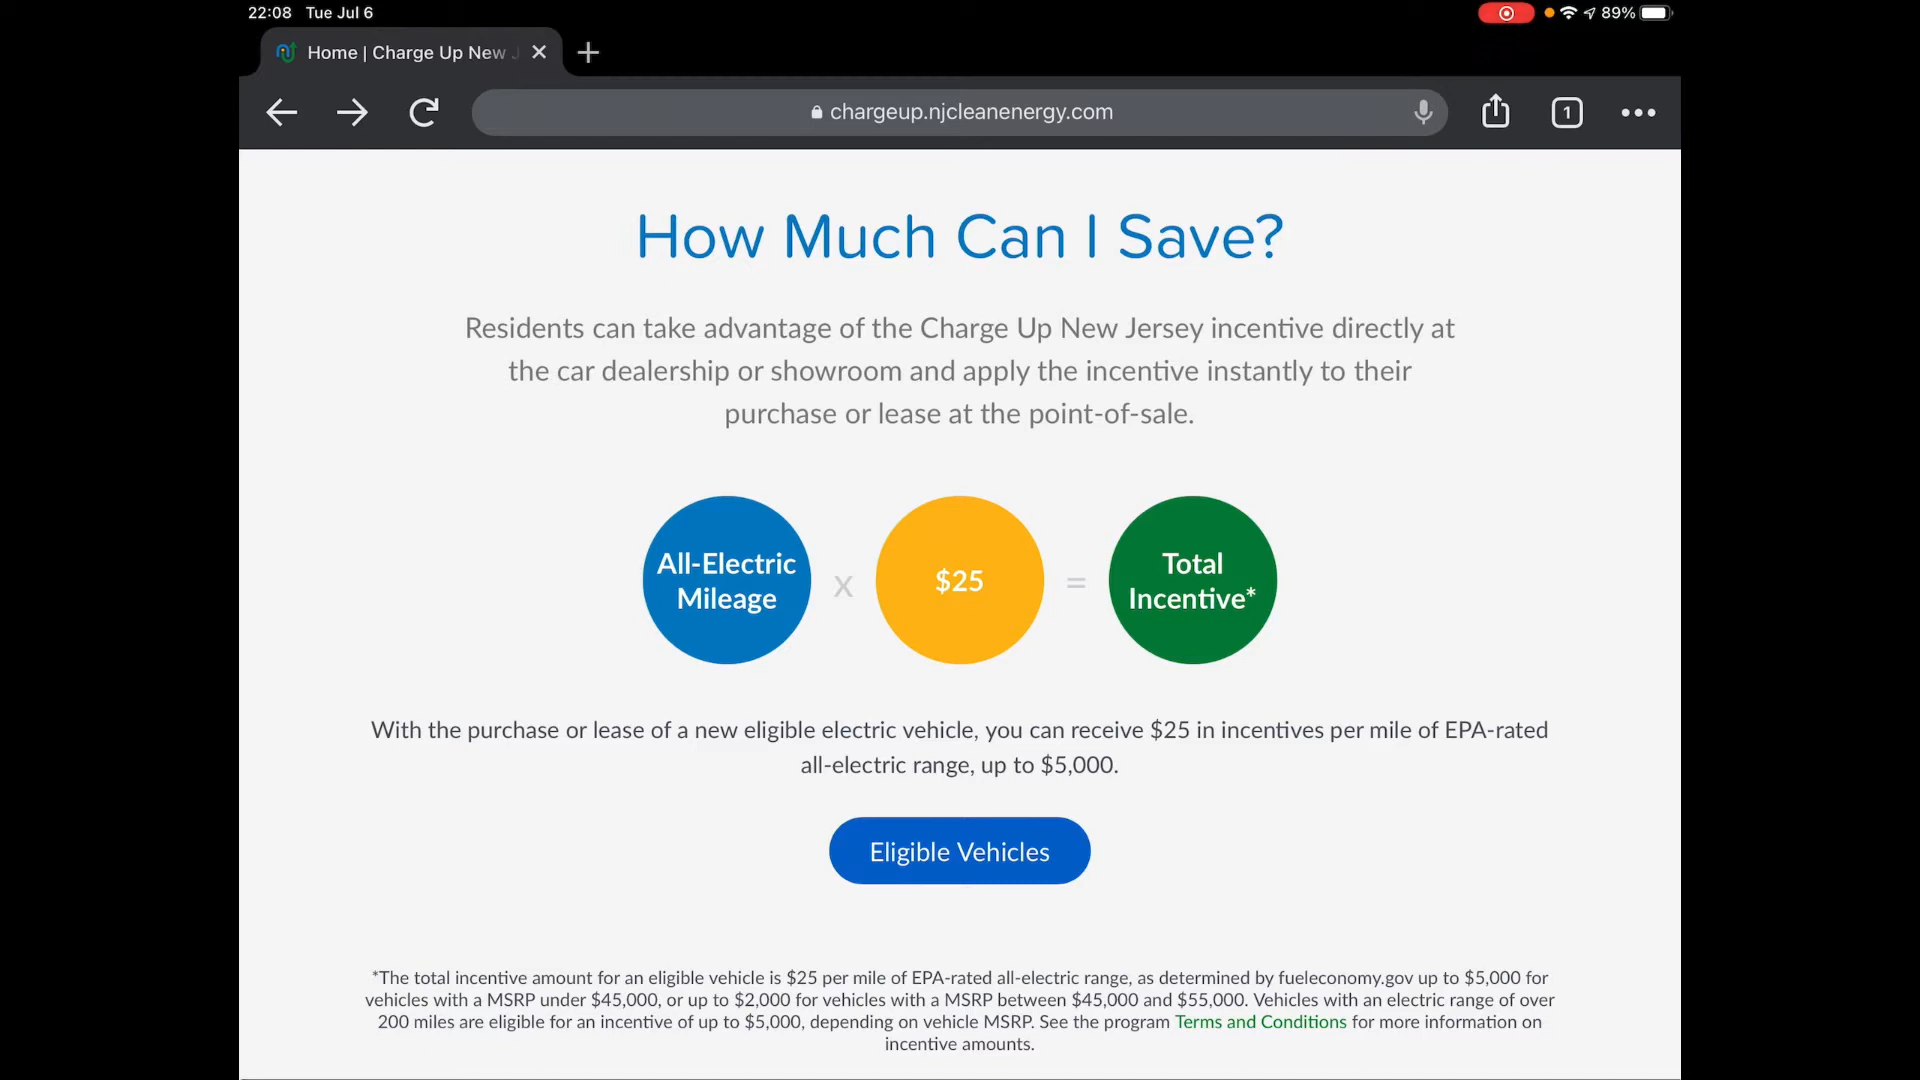 22:08 Tue Jul 6
89%
Home | Charge Up New J
chargeup.njcleanenergy.com
1
How Much Can I Save?
Residents can take advantage of the Charge Up New Jersey incentive directly at
the car dealership or showroom and apply the incentive instantly to their
purchase or lease at the point-of-sale.
All-Electric
Mileage
x
$25
=
Total
Incentive*
With the purchase or lease of a new eligible electric vehicle, you can receive $25 in incentives per mile of EPA-rated
all-electric range, up to $5,000.
Eligible Vehicles
*The total incentive amount for an eligible vehicle is $25 per mile of EPA-rated all-electric range, as determined by fueleconomy.gov up to $5,000 for
vehicles with a MSRP under $45,000, or up to $2,000 for vehicles with a MSRP between $45,000 and $55,000. Vehicles with an electric range of over
200 miles are eligible for an incentive of up to $5,000, depending on vehicle MSRP. See the program Terms and Conditions for more information on
incentive amounts.